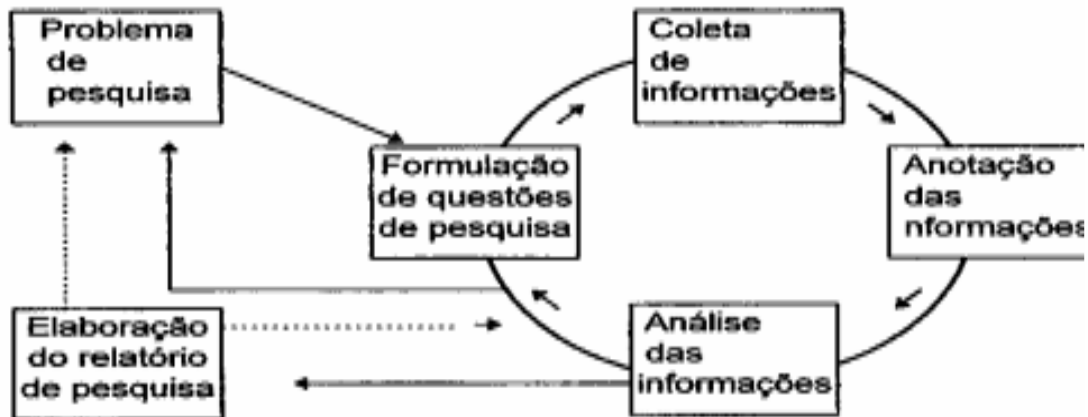 Problema
de
pesquisa
Coleta
de
informações
Formulação
de questões
de pesquisa
Anotação
das
nformações
Elaboração
do relatório
de pesquisa
Análise
das
informações